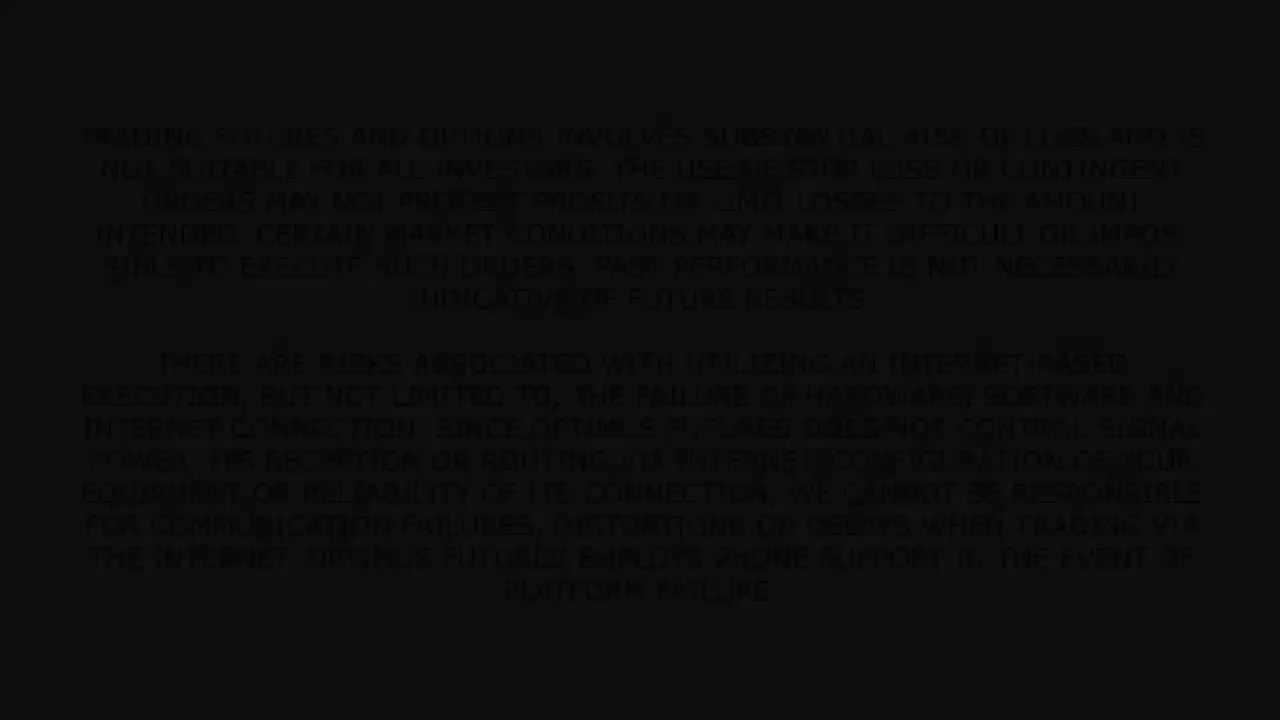 TRADING FUTURES AND OPTIONS INVOLVES SUBSTANTIAL RISK OF LOSS AND IS
NOT SUITABLE FOR ALL INVESTORS. THE USE OF STOP LOSS OR CONTINGENT
ORDERS MAY NOT PROTECT PROFITS OR LIMIT LOSSES TO THE AMOUNT
INTENDED. CERTAIN MARKET CONDITIONS MAY MAKE IT DIFFICULT OR IMPOS
SIBLE TO EXECUTE SUCH ORDERS. PAST PERFORMANCE IS NOT NECESSARILY
INDICATIVE OF FUTURE RESULTS
THERE ARE RISKS ASSOCIATED WITH UTILIZING AN INTERNET-BASED
EXECUTION, BUT NOT LIMITED TO, THE FAILURE OF HARDWARE, SOFTWARE AND
INTERNET CONNECTION. SINCE OPTIMUS FUTURES DOES NOT CONTROL SIGNAL
POWER, ITS RECEPTION OR ROUTING VIA INTERNET, CONFIGURATION OF YOUR
EQUIPMENT OR RELIABILITY OF ITS CONNECTION, WE CANNOT BE RESPONSIBLE
FOR COMMUNICATION FAILURES, DISTORTIONS OR DELAYS WHEN TRADING VIA
THE INTERNET. OPTIMUS FUTURES EMPLOYS PHONE SUPPORT IN THE EVENT OF
PLATFORM FAILURE